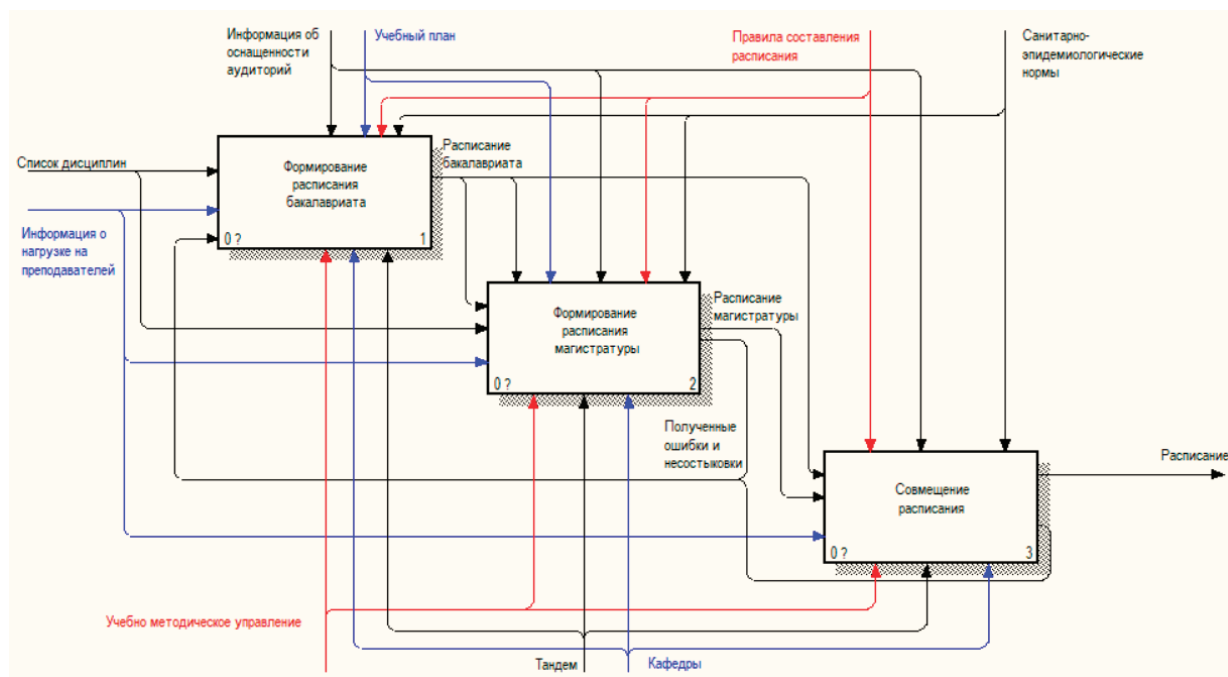 Информация об
оснащенности
аудиторий
Учебный план
Правила составления
расписания
Санитарно-
эпидемиологические
нормы
Список дисциплин
Формирование
расписания
бакалавриата
0 ?
1
Расписание
бакалавриата
Информация о
нагрузке на
преподавателей
Формирование
расписания
магистратуры
0 ?
2
Расписание
магистратуры
Полученные
ошибки и
несостыковки
Совмещение
расписания
0 ?
3
Расписание
Учебно методическое управление
Тандем
Кафедры